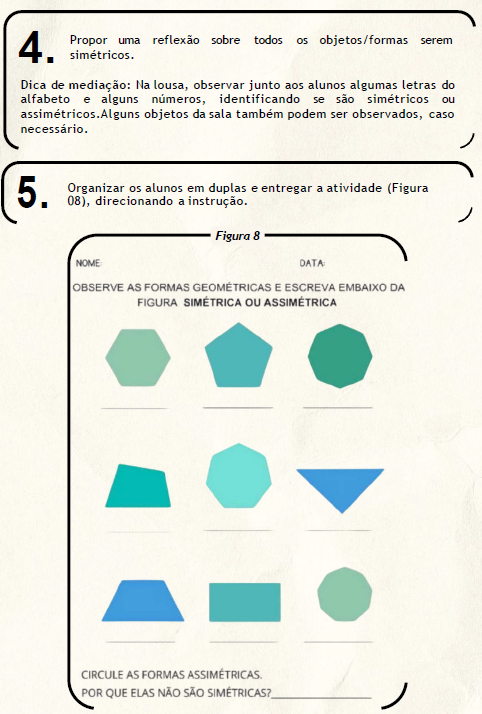 4. Propor uma reflexão sobre todos os objetos/formas serem
simétricos.
Dica de mediação: Na lousa, observar junto aos alunos algumas letras do
alfabeto e alguns números, identificando se são simétricos ou
assimétricos.Alguns objetos da sala também podem ser observados, caso
necessário.
5. Organizar os alunos em duplas e entregar a atividade (Figura
08), direcionando a instrução.
Figura 8
NOME: DATA:
OBSERVE AS FORMAS GEOMÉTRICAS E ESCREVA EMBAIXO DA
FIGURA SIMÉTRICA OU ASSIMÉTRICA
CIRCULE AS FORMAS ASSIMÉTRICAS.
POR QUE ELAS NÃO SÃO SIMÉTRICAS?